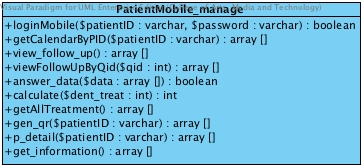 PatientMobile_manage
+loginMobile($patientID : varchar, $password : varchar) : boolean
+getCalendarByPID($patientID : varchar) : array []
+view_follow_up() : array []
+viewFollowUpByQid($qid : int) : array []
+answer_data($data : array []) : boolean
+calculate($dent_treat : int) : int
+getAllTreatment() : array []
+gen_qr($patientID : varchar) : array []
+p_detail($patientID : varchar) : array []
+get_information() : array []